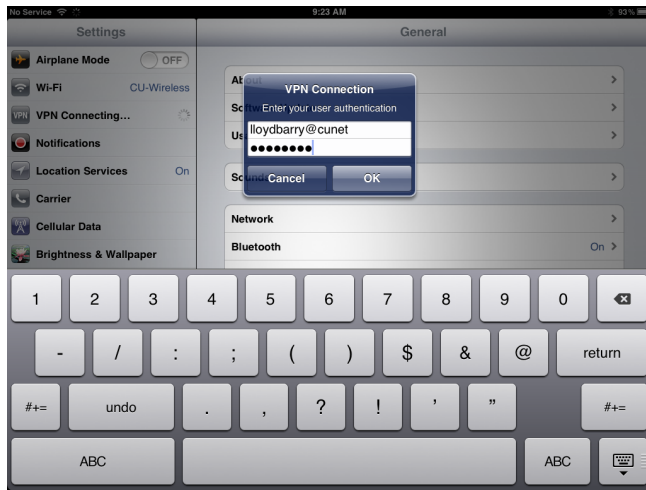 No Service 9:23 AM 93%
Settings
General
Airplane Mode OFF
Wi-Fi CU-Wireless
VPN VPN Connecting...
Notifications
Location Services On
Carrier
Cellular Data
Brightness & Wallpaper
VPN Connection
Enter your user authentication
lloydbarry@cunet
●●●●●●●●
Cancel OK
Network
Bluetooth On
1 2 3 4 5 6 7 8 9 0
- / : ; ( ) $ & @ return
#+= undo . , ? ! ' " #+=
ABC ABC